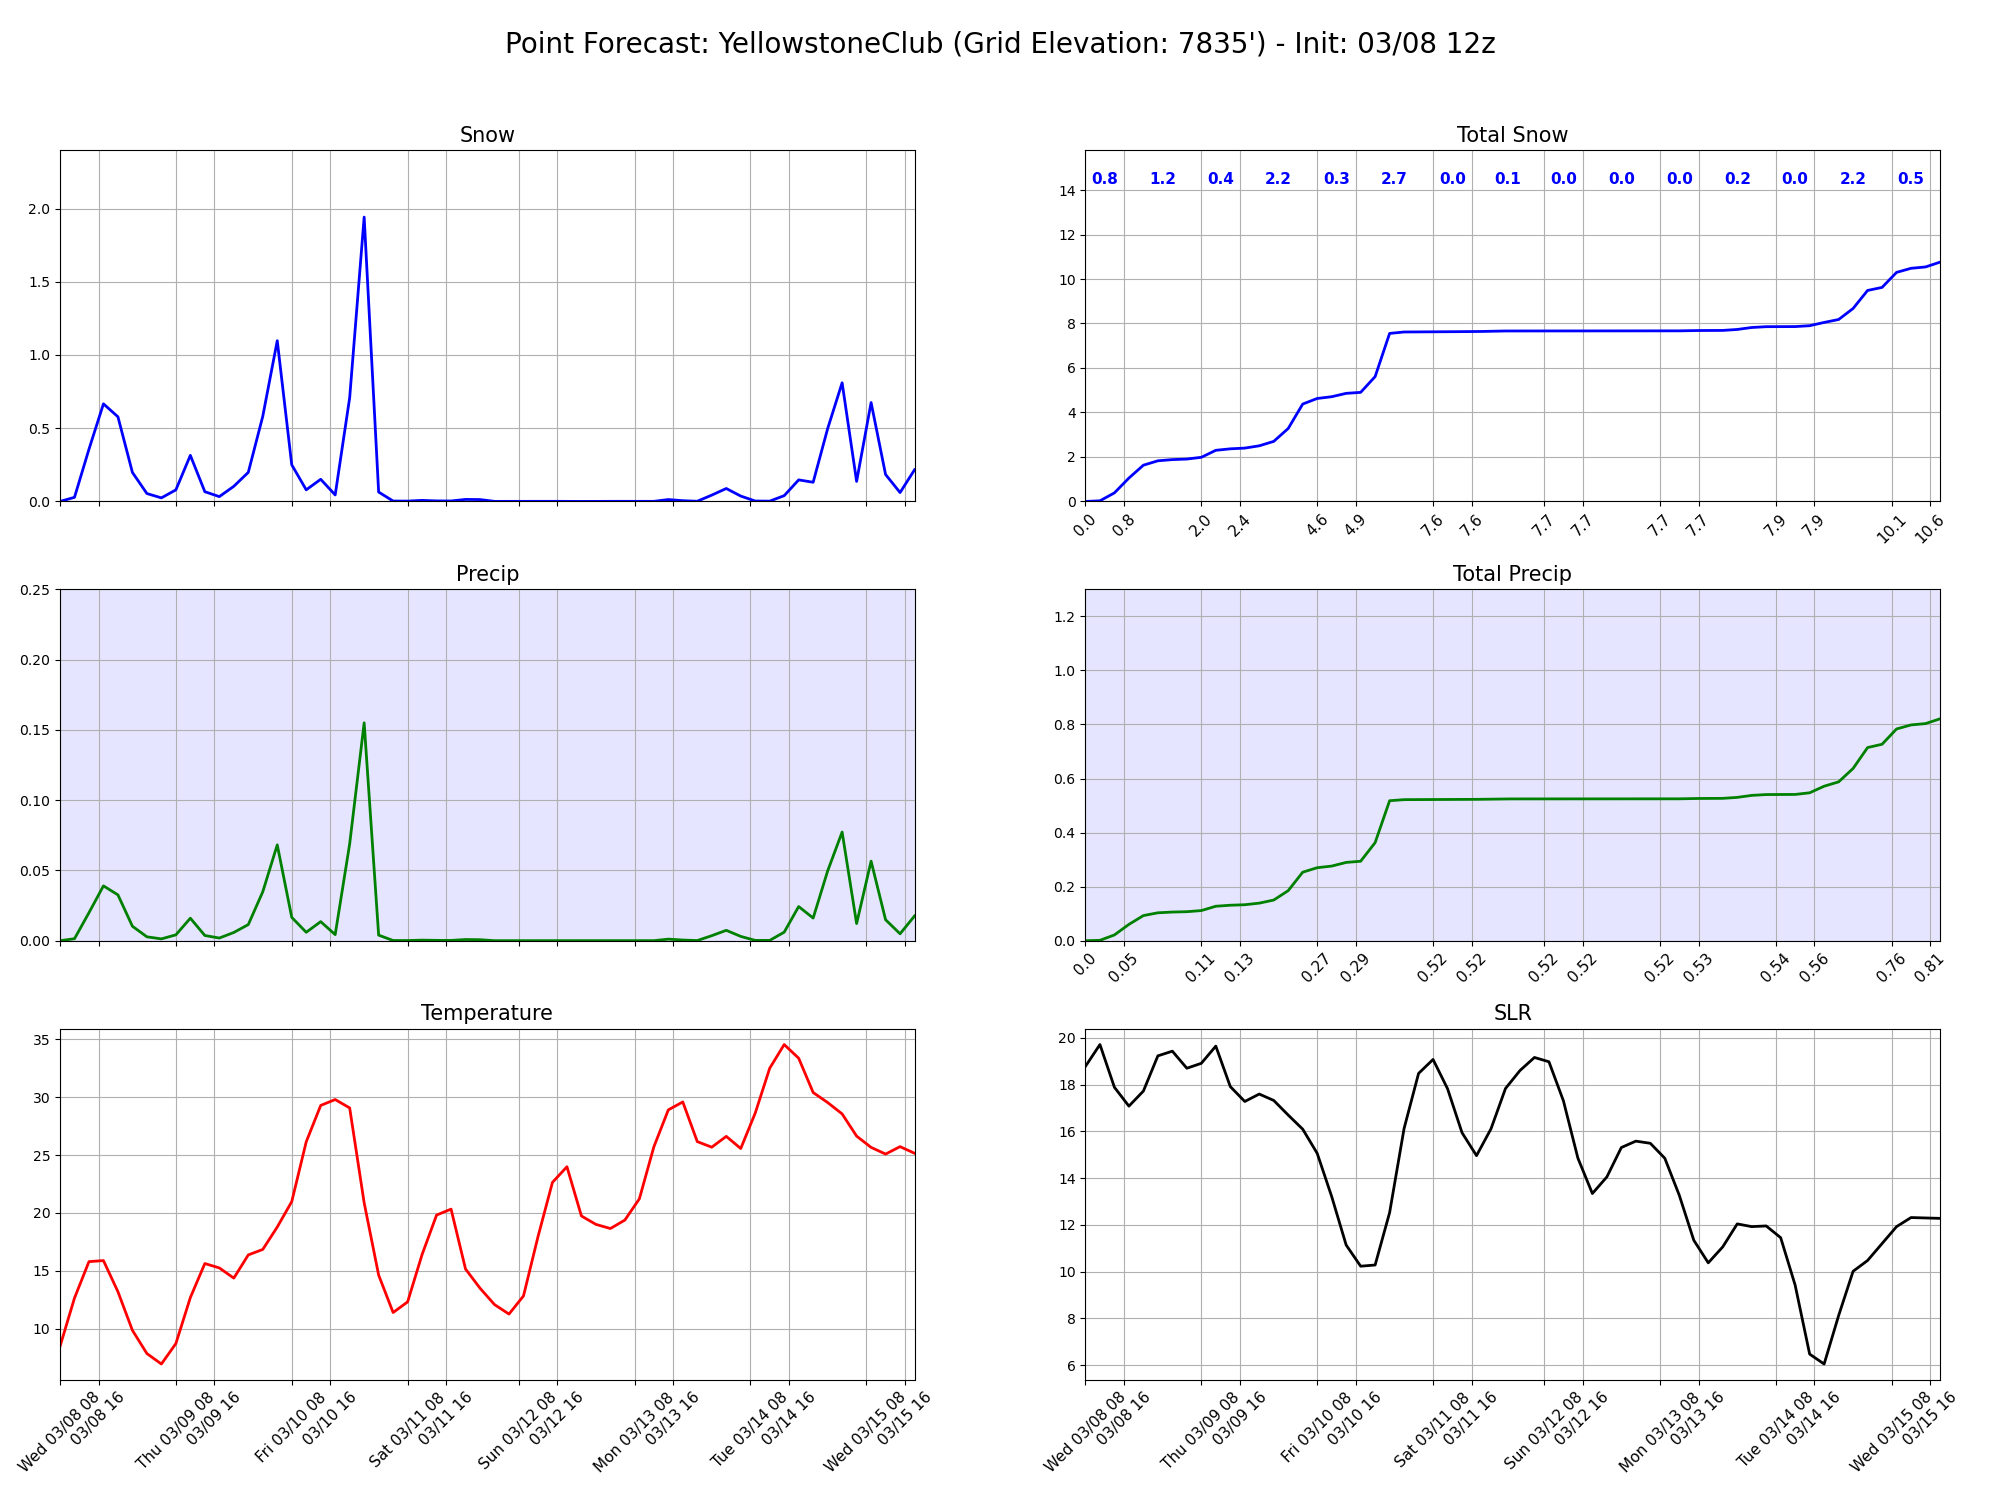 Point Forecast: YellowstoneClub (Grid Elevation: 7835') - Init: 03/08 12z
Snow
2.0
1.5
1.0
0.5
0.0
Total Snow
0.8 1.2 0.4 2.2 0.3 2.7 0.0 0.1 0.0 0.0 0.0 0.2 0.0 2.2 0.5
14
12
10
8
6
4
2
0
0.0 0.8 2.0 2.4 4.6 4.9 7.6 7.6 7.7 7.7 7.7 7.7 7.9 7.9 10.1 10.6
Precip
0.25
0.20
0.15
0.10
0.05
0.00
Total Precip
1.2
1.0
0.8
0.6
0.4
0.2
0.0
0.0 0.05 0.11 0.13 0.27 0.29 0.52 0.52 0.52 0.52 0.52 0.53 0.54 0.56 0.76 0.81
Temperature
35
30
25
20
15
10
Wed 03/08 08
03/08 16
Thu 03/09 08
03/09 16
Fri 03/10 08
03/10 16
Sat 03/11 08
03/11 16
Sun 03/12 08
03/12 16
Mon 03/13 08
03/13 16
Tue 03/14 08
03/14 16
Wed 03/15 08
03/15 16
SLR
20
18
16
14
12
10
8
6
Wed 03/08 08
03/08 16
Thu 03/09 08
03/09 16
Fri 03/10 08
03/10 16
Sat 03/11 08
03/11 16
Sun 03/12 08
03/12 16
Mon 03/13 08
03/13 16
Tue 03/14 08
03/14 16
Wed 03/15 08
03/15 16